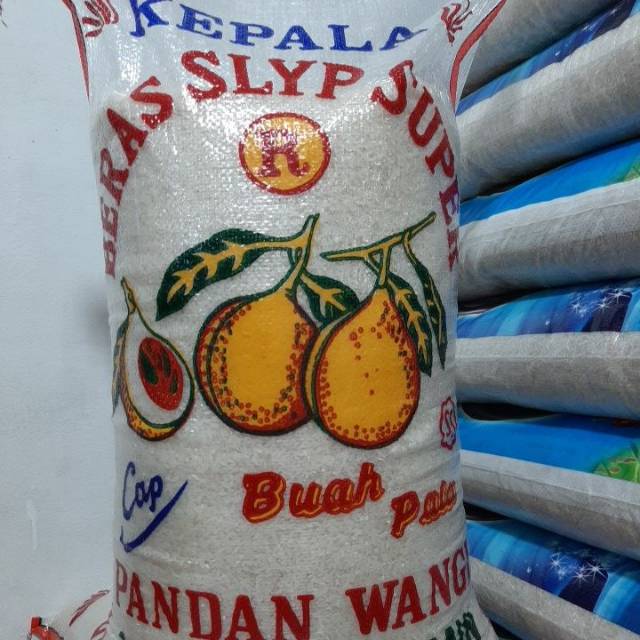 KEPALA
BERAS SLYP SUPER
R
Cap
Buah Pala
PANDAN WANGI